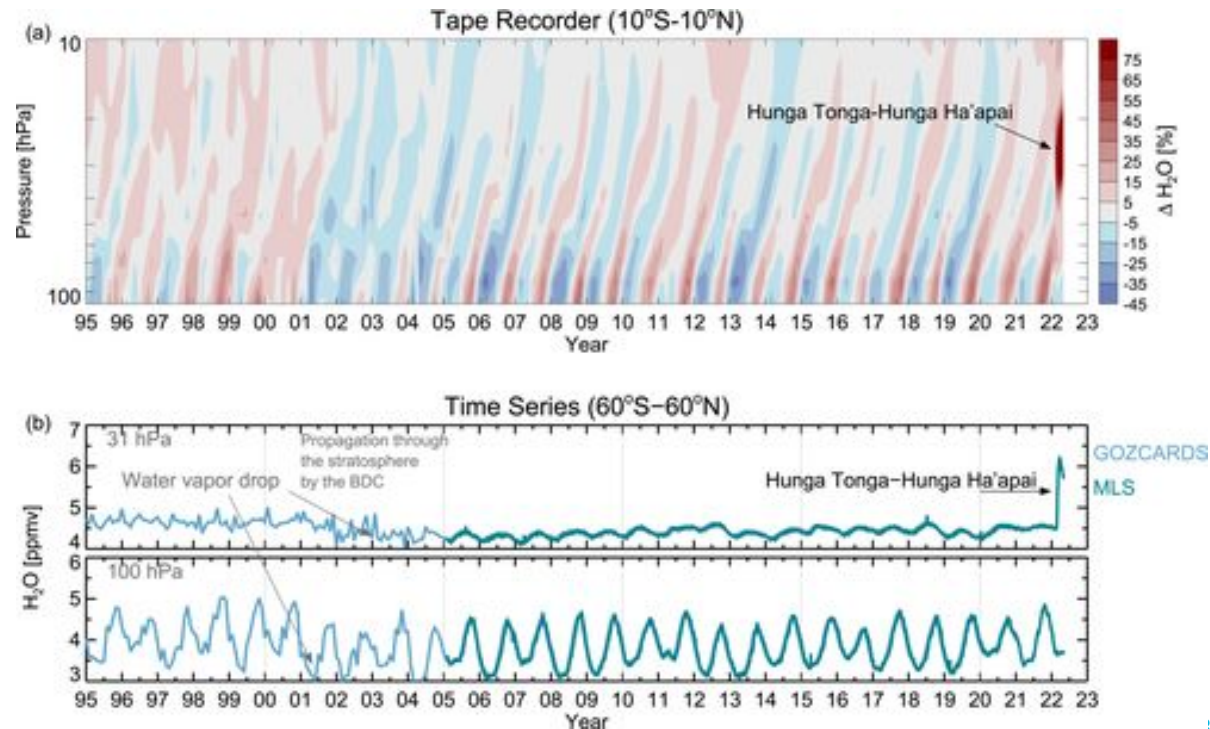 Tape Recorder (10°S-10°N)
(a)
10
100
Pressure [hPa]
Hunga Tonga-Hunga Ha'apai
75
65
55
45
35
25
15
5
-5
-15
-25
-35
-45
Δ H₂O [%]
95 96 97 98 99 00 01 02 03 04 05 06 07 08 09 10 11 12 13 14 15 16 17 18 19 20 21 22 23
Year
Time Series (60°S−60°N)
(b)
7
6
5
4
31 hPa
Propagation through
the stratosphere
by the BDC
Water vapor drop
Hunga Tonga−Hunga Ha'apai
GOZCARDS
MLS
H₂O [ppmv]
6
5
4
3
100 hPa
95 96 97 98 99 00 01 02 03 04 05 06 07 08 09 10 11 12 13 14 15 16 17 18 19 20 21 22 23
Year